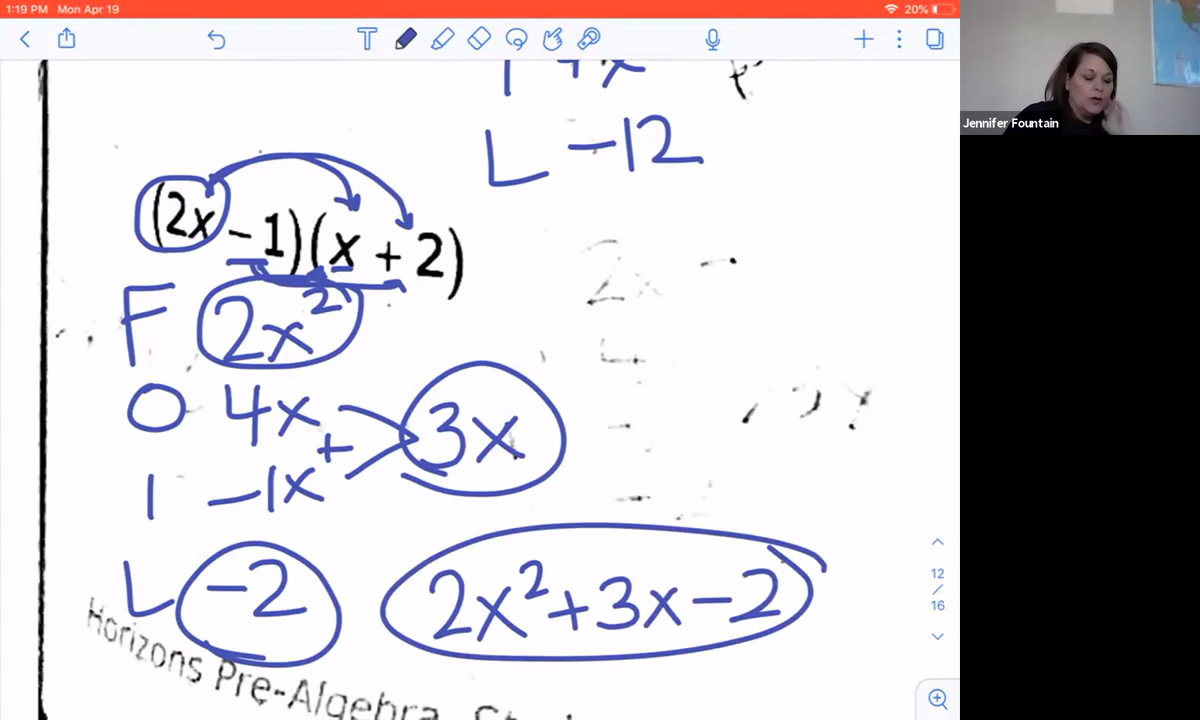 1:19 PM Mon Apr 19
20%
Jennifer Fountain
L -12
(2x - 1)(x + 2)
F 2x²
O 4x
+ 3x
I -1x
L -2
2x² + 3x - 2
12
/
16
Horizons Pre-Algebra